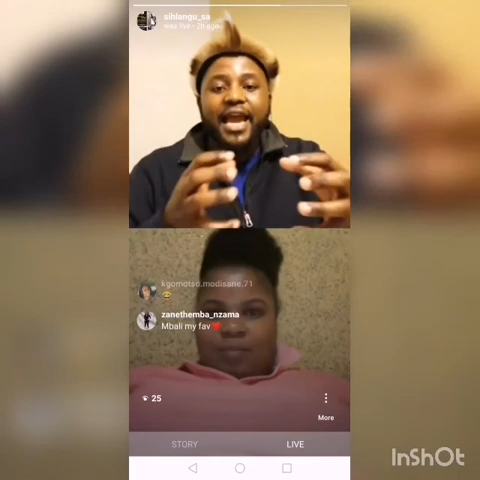 sihlangu_sa
was live • 2h ago
kgomotso.modisane.71
zanethemba_nzama
Mbali my fav❤️
25
More
STORY
LIVE
InShOt